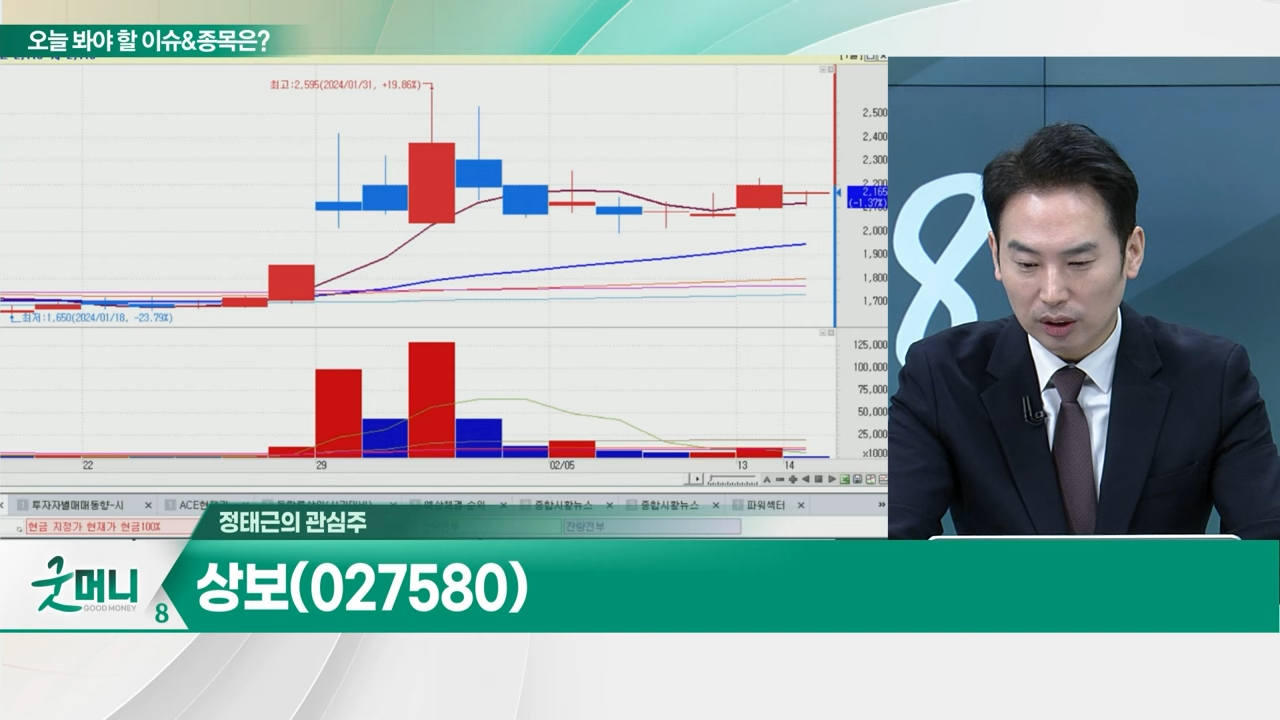 오늘 봐야 할 이슈&종목은?
최고:2,595(2024/01/31, +19.86%)
2,500
2,400
2,300
2,200
2,165
(-1.37%)
2,000
1,900
1,800
1,700
최저:1,650(2024/01/18, -23.79%)
125,000
100,000
75,000
50,000
25,000
x1000
22
29
02/05
13
14
투자자별매매동향-시
종합시황뉴스
종합시황뉴스
파워섹터
현금 지정가 현재가 현금100%
잔량전부
정태근의 관심주
굿머니
GOOD MONEY
8
상보(027580)
8